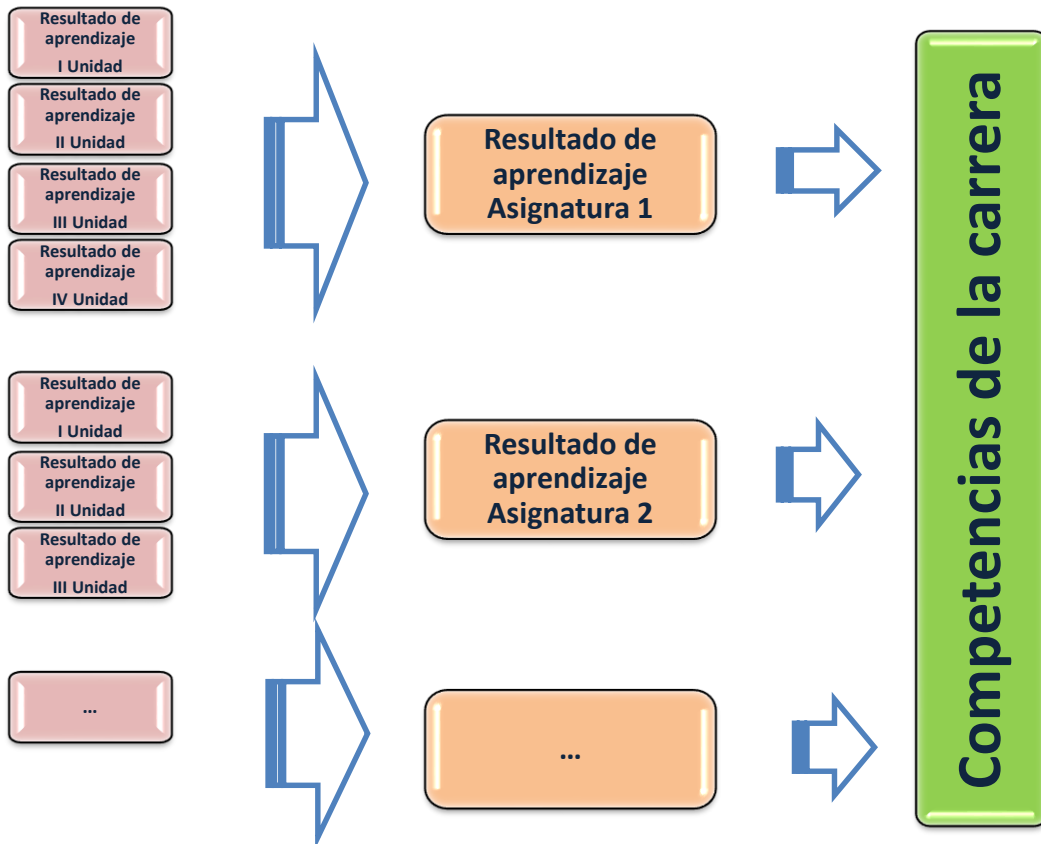 Resultado de
aprendizaje
I Unidad
Resultado de
aprendizaje
II Unidad
Resultado de
aprendizaje
III Unidad
Resultado de
aprendizaje
IV Unidad
Resultado de
aprendizaje
Asignatura 1
Resultado de
aprendizaje
I Unidad
Resultado de
aprendizaje
II Unidad
Resultado de
aprendizaje
III Unidad
Resultado de
aprendizaje
Asignatura 2
...
...
Competencias de la carrera